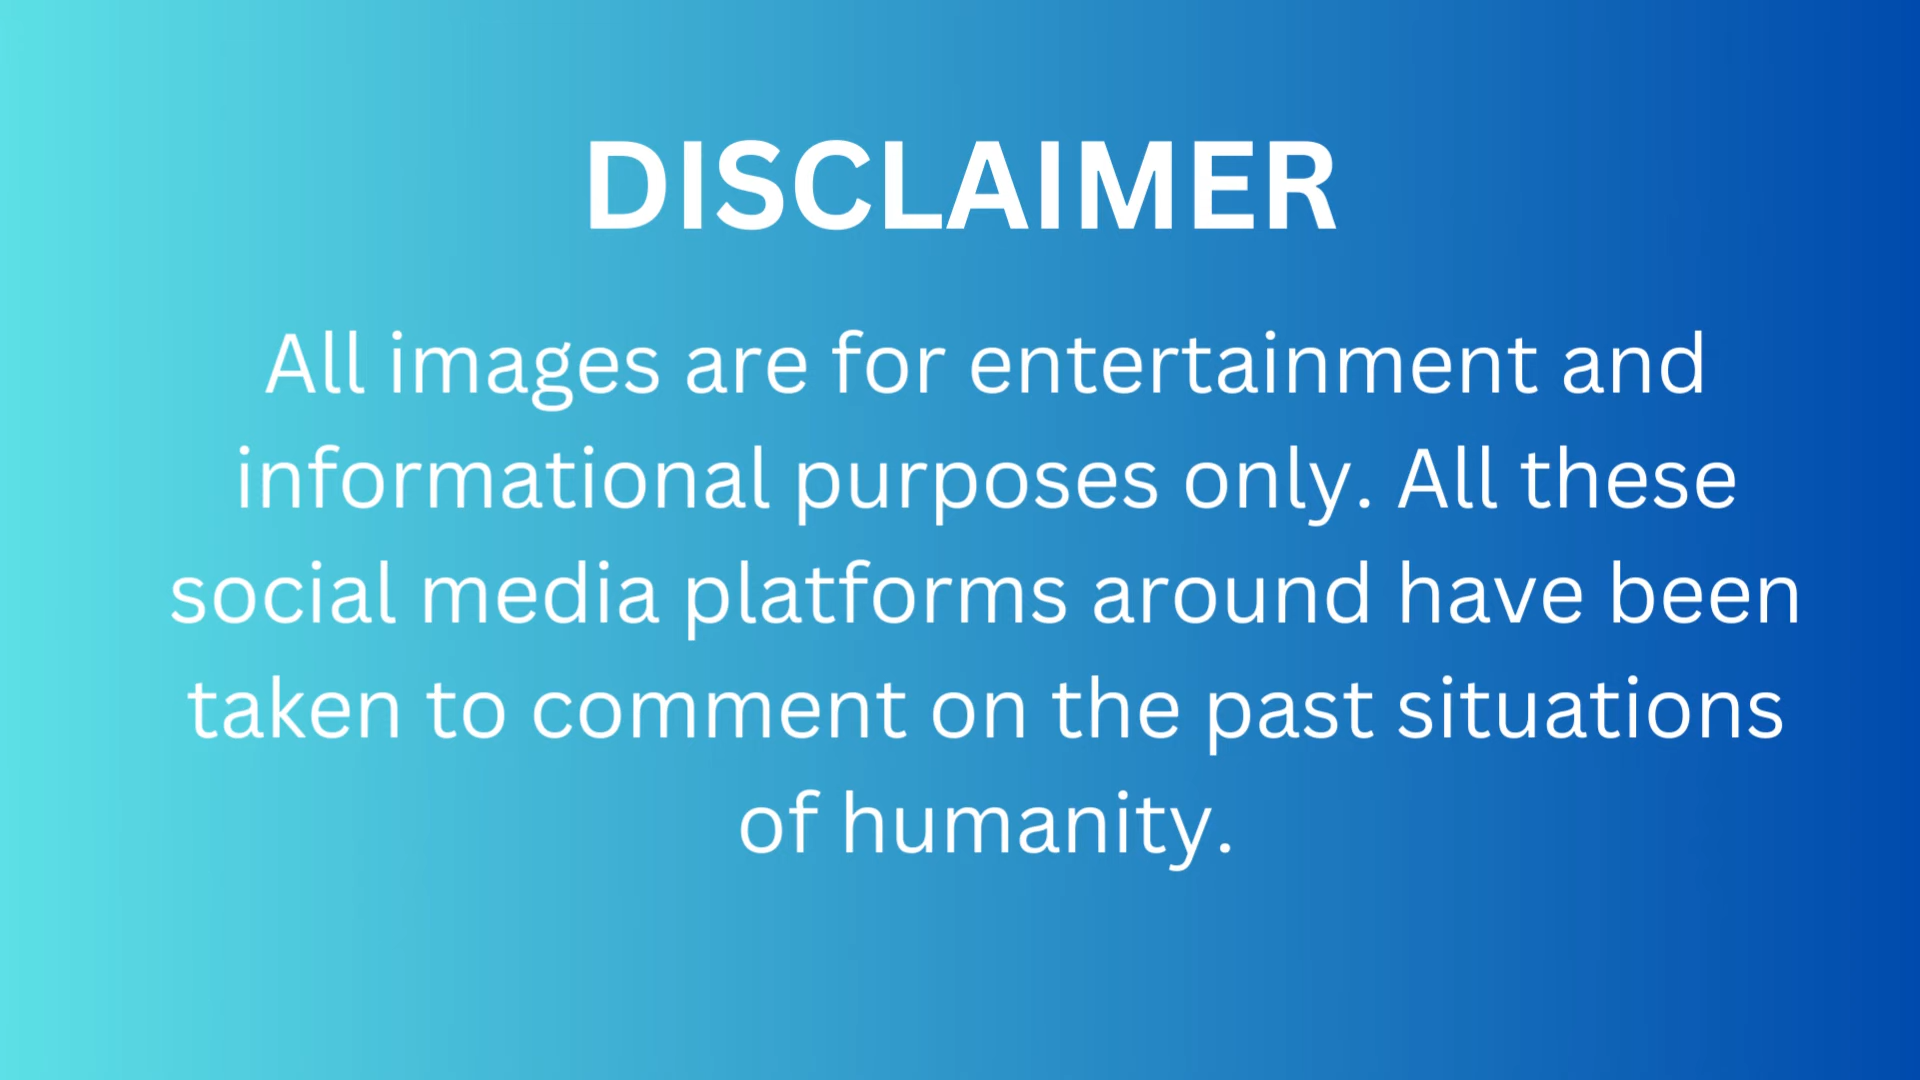 DISCLAIMER
All images are for entertainment and
informational purposes only. All these
social media platforms around have been
taken to comment on the past situations
of humanity.